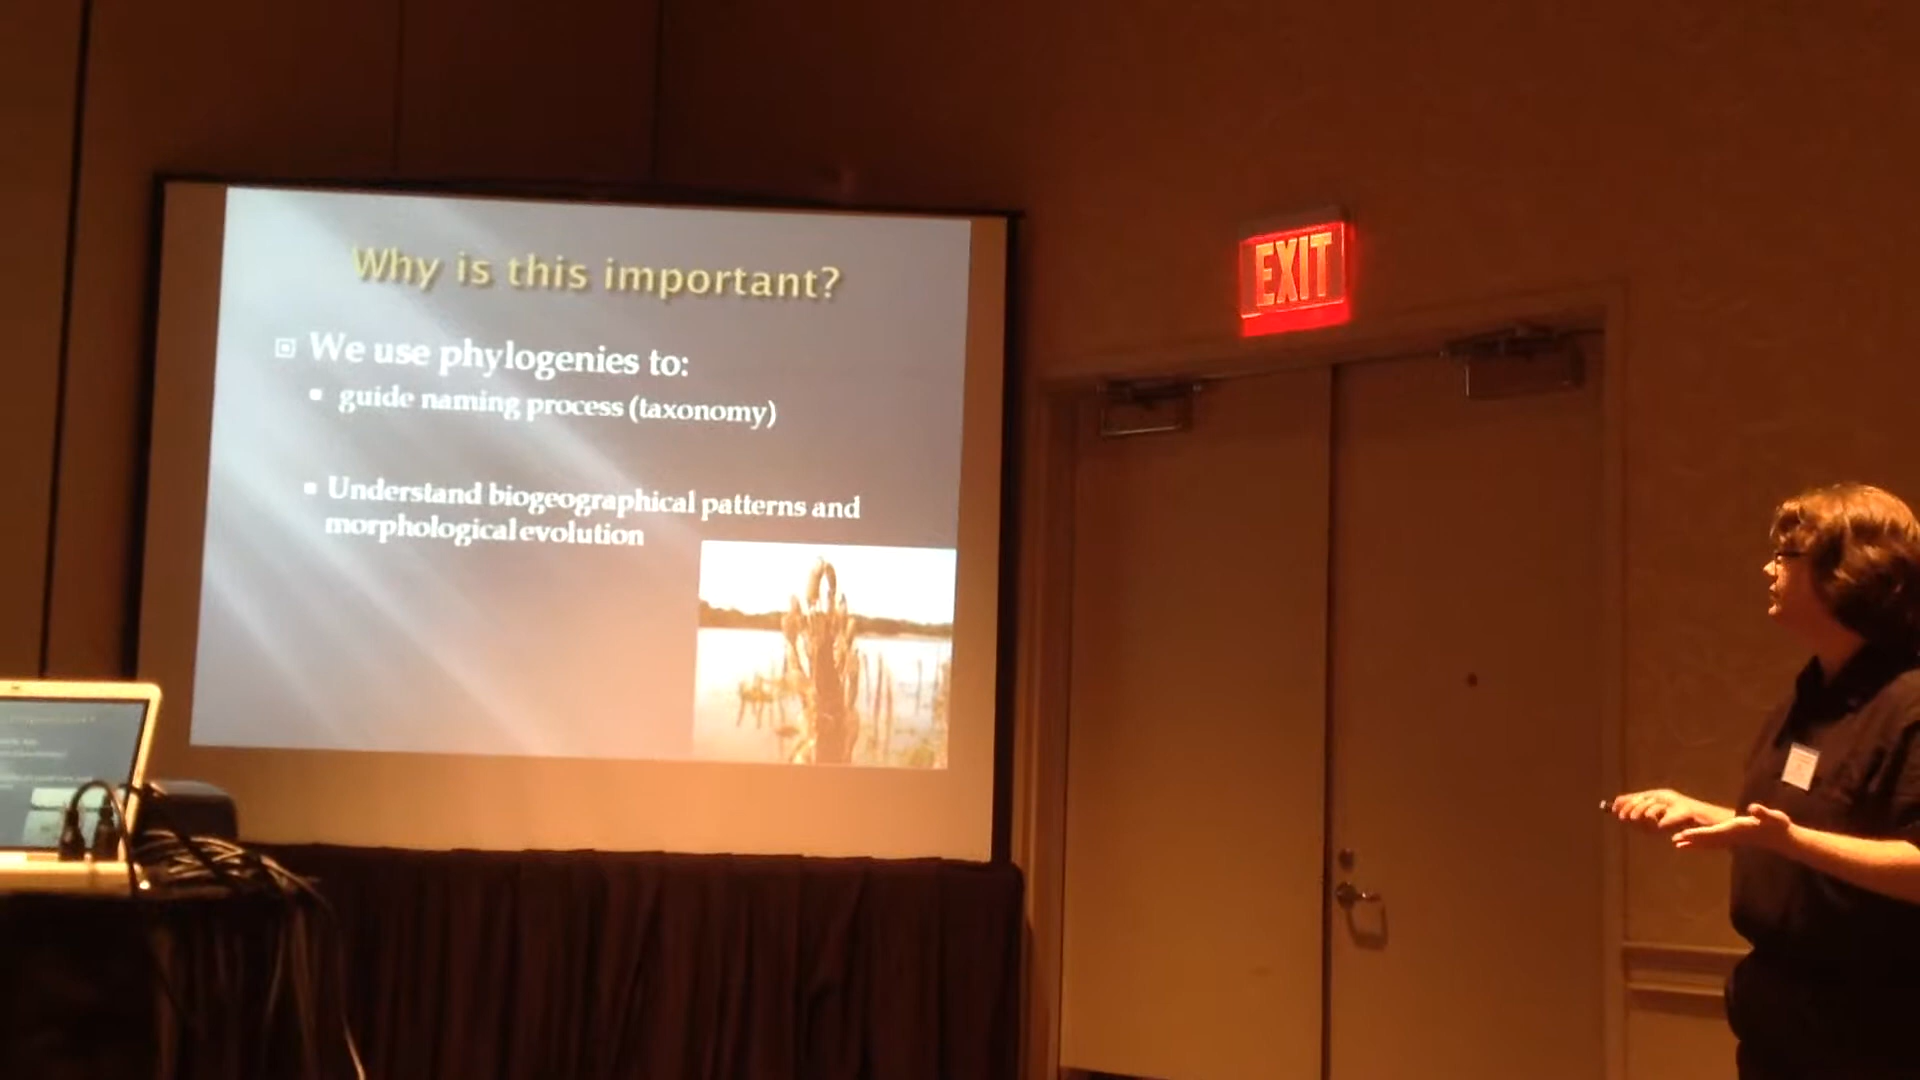 Why is this important?
We use phylogenies to:
guide naming process (taxonomy)
Understand biogeographical patterns and
morphological evolution
EXIT